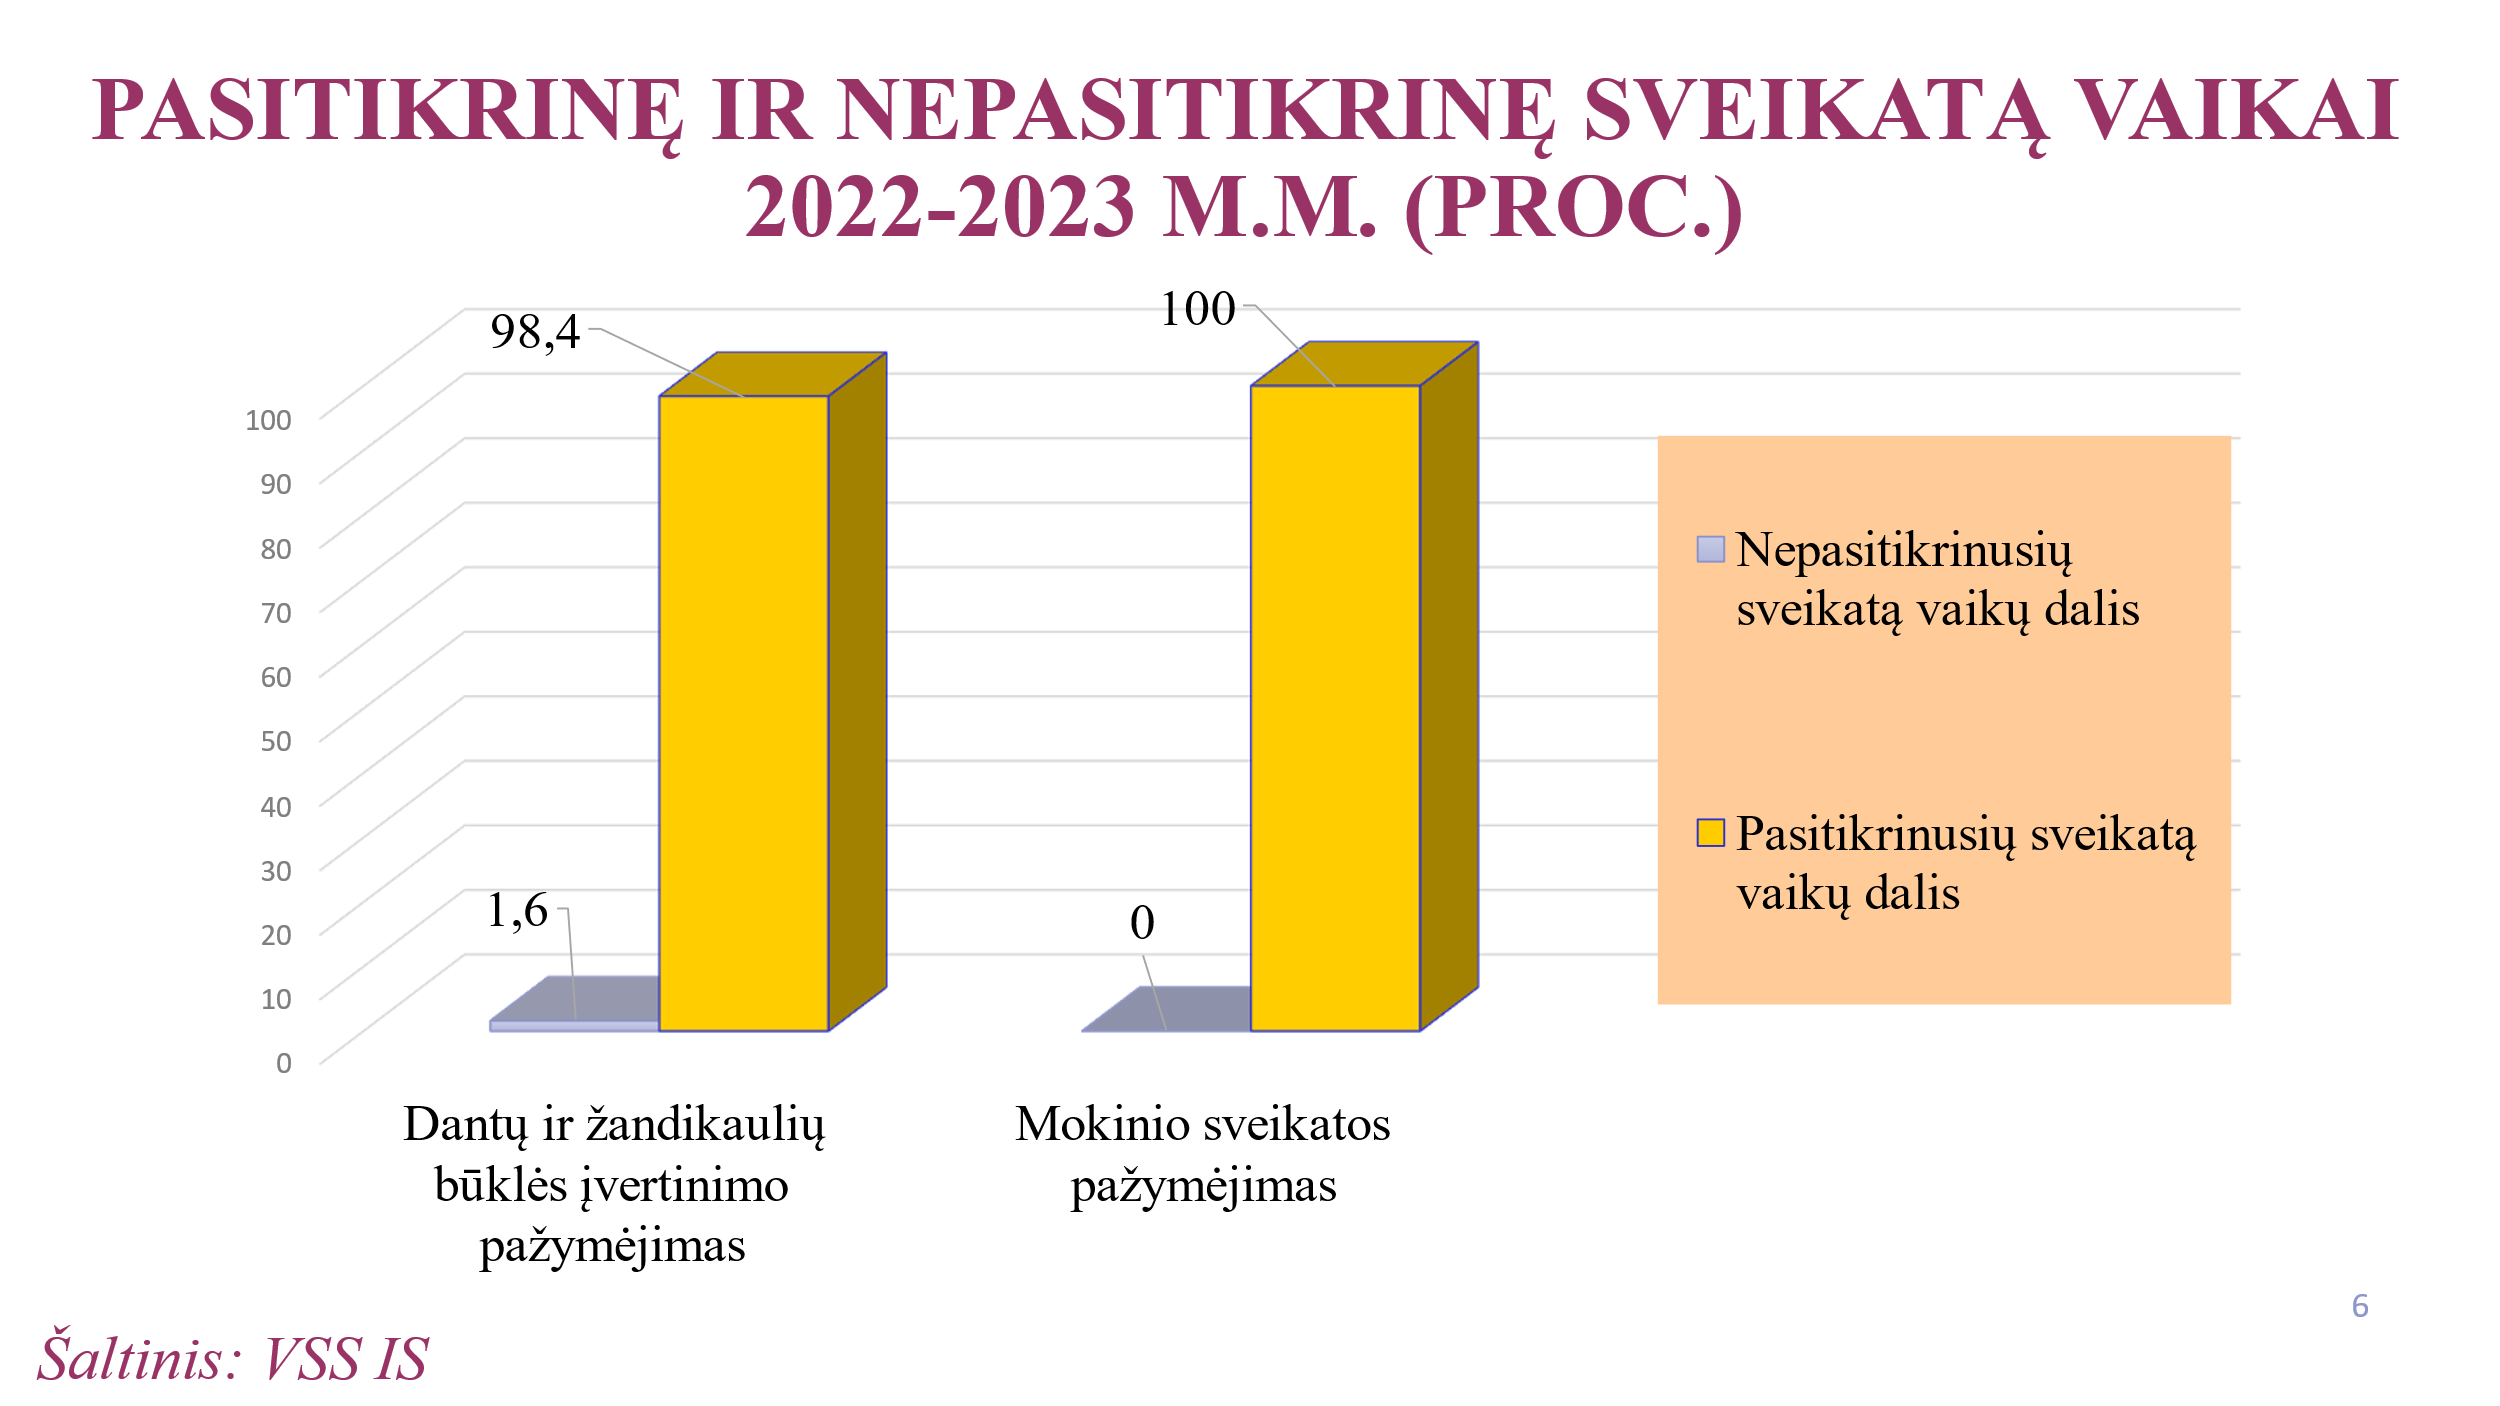 PASITIKRINĘ IR NEPASITIKRINĘ SVEIKATĄ VAIKAI
2022-2023 M.M. (PROC.)
98,4
100
100
90
80
70
60
50
40
30
20
10
0
1,6
0
Nepasitikrinusių
sveikatą vaikų dalis
Pasitikrinusių sveikatą
vaikų dalis
Dantų ir žandikaulių
būklės įvertinimo
pažymėjimas
Mokinio sveikatos
pažymėjimas
6
Šaltinis: VSS IS